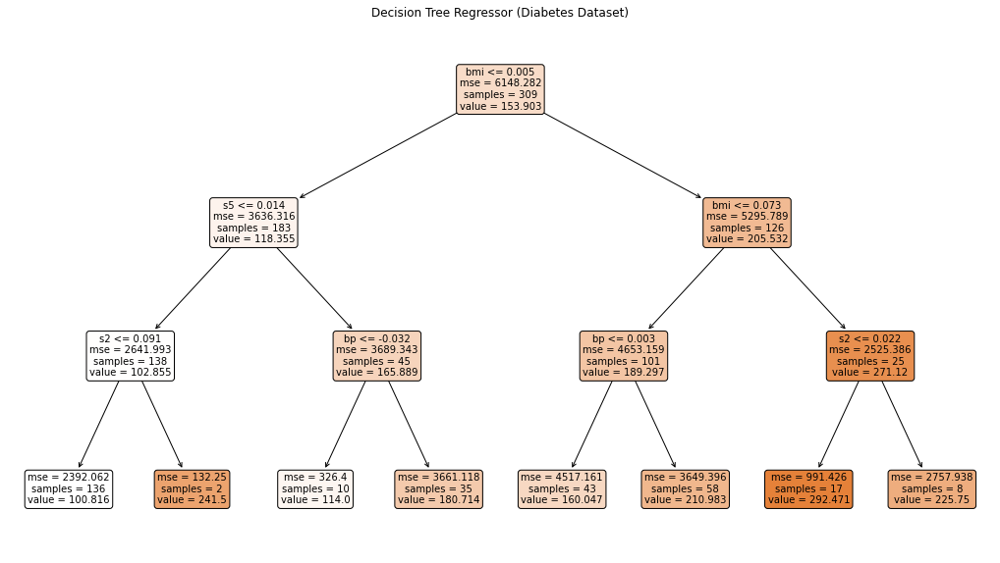 Decision Tree Regressor (Diabetes Dataset)
bmi <= 0.005
mse = 6148.282
samples = 309
value = 153.903
s5 <= 0.014
mse = 3636.316
samples = 183
value = 118.355
bmi <= 0.073
mse = 5295.789
samples = 126
value = 205.532
s2 <= 0.091
mse = 2641.993
samples = 138
value = 102.855
bp <= -0.032
mse = 3689.343
samples = 45
value = 165.889
bp <= 0.003
mse = 4653.159
samples = 101
value = 189.297
s2 <= 0.022
mse = 2525.386
samples = 25
value = 271.12
mse = 2392.062
samples = 136
value = 100.816
mse = 132.25
samples = 2
value = 241.5
mse = 326.4
samples = 10
value = 114.0
mse = 3661.118
samples = 35
value = 180.714
mse = 4517.161
samples = 43
value = 160.047
mse = 3649.396
samples = 58
value = 210.983
mse = 991.426
samples = 17
value = 292.471
mse = 2757.938
samples = 8
value = 225.75